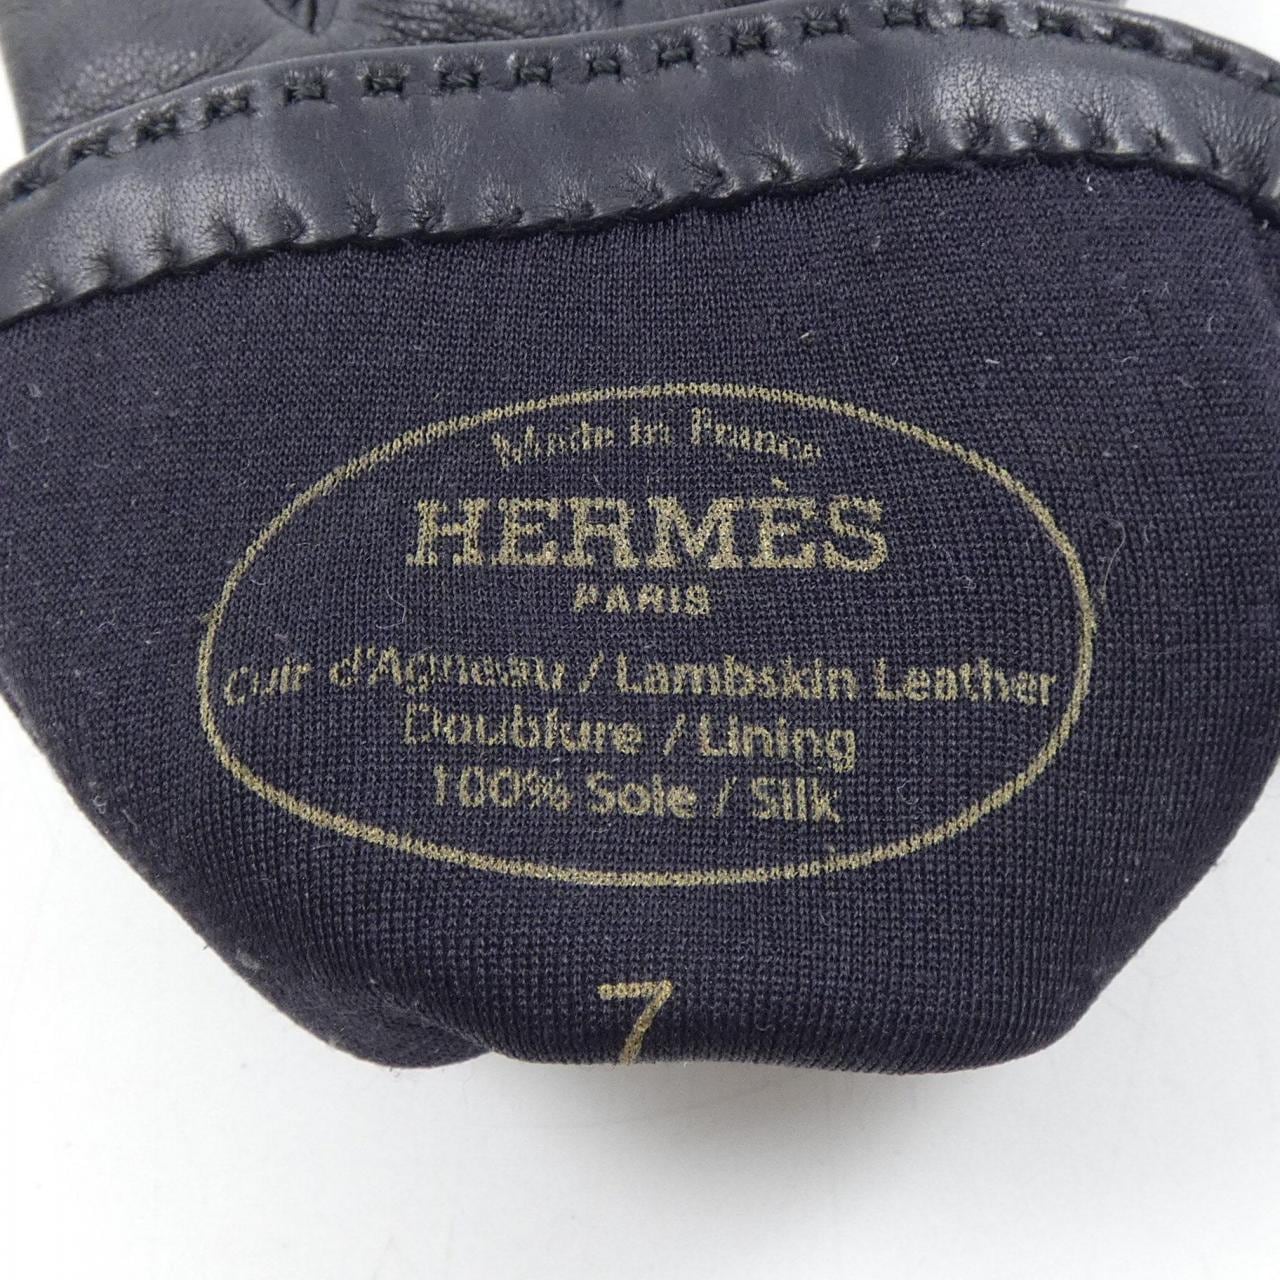 Made in France
HERMÈS
PARIS
Cuir d'Agneau / Lambskin Leather
Doublure / Lining
100% Soie / Silk
7